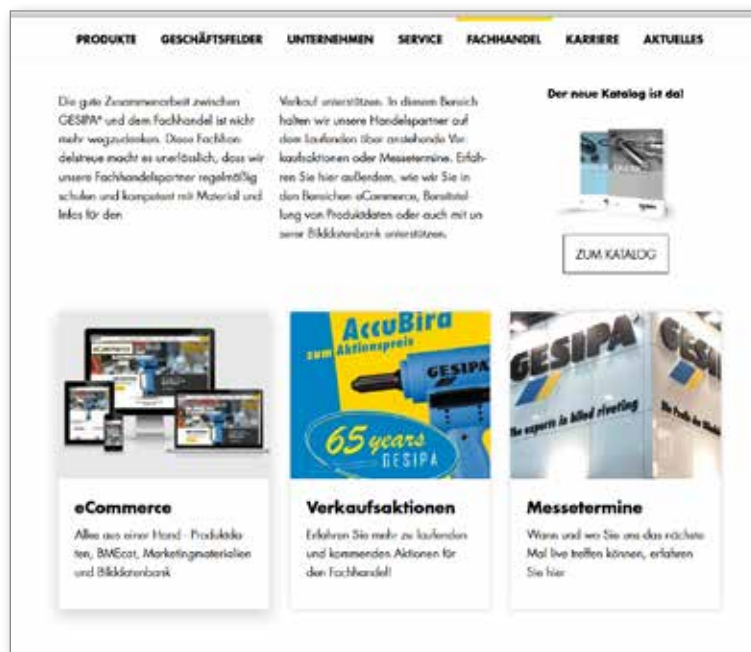 PRODUKTE GESCHÄFTSFELDER UNTERNEHMEN SERVICE FACHHANDEL KARRIERE AKTUELLES
Die gute Zusammenarbeit zwischen
GESIPA® und dem Fachhandel ist nicht
mehr wegzudenken. Diese Fachhan-
delstreue macht es unerlässlich, dass wir
unsere Fachhandelspartner regelmäßig
schulen und kompetent mit Material und
Infos für den
Verkauf unterstützen. In diesem Bereich
halten wir unsere Handelspartner auf
dem Laufenden über anstehende Ver-
kaufsaktionen oder Messetermine. Erfah-
ren Sie hier außerdem, wie wir Sie in
den Bereichen eCommerce, Bereitstel-
lung von Produktdaten oder auch mit un-
serer Bilddatenbank unterstützen.
Der neue Katalog ist da!
ZUM KATALOG
eCommerce
AccuBird
zum Aktionspreis
GESIPA
65 years
GESIPA
GESIPA
GESIPA
The experts in blind riveting
eCommerce
Alles aus einer Hand - Produktda-
ten, BMEcat, Marketingmaterialien
und Bilddatenbank
Verkaufsaktionen
Erfahren Sie mehr zu laufenden
und kommenden Aktionen für
den Fachhandel!
Messetermine
Wann und wo Sie uns das nächste
Mal live treffen können, erfahren
Sie hier